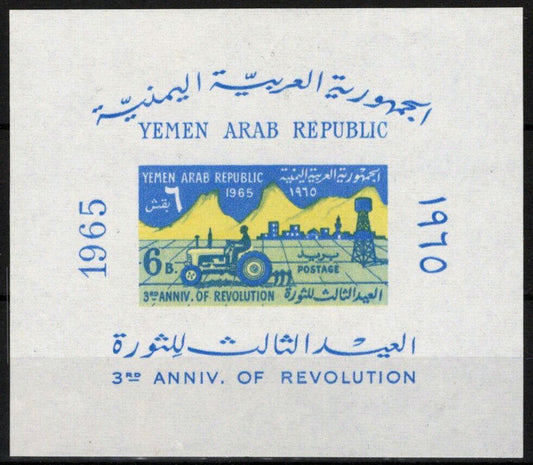 الجمهورية العربية اليمنية
YEMEN ARAB REPUBLIC
1965
١٩٦٥
YEMEN ARAB REPUBLIC الجمهورية العربية اليمنية
٦ 1965 ١٩٦٥
بقش
6 B.
بريد
POSTAGE
3RD ANNIV. OF REVOLUTION العيد الثالث للثورة
العيد الثالث للثورة
3RD ANNIV. OF REVOLUTION